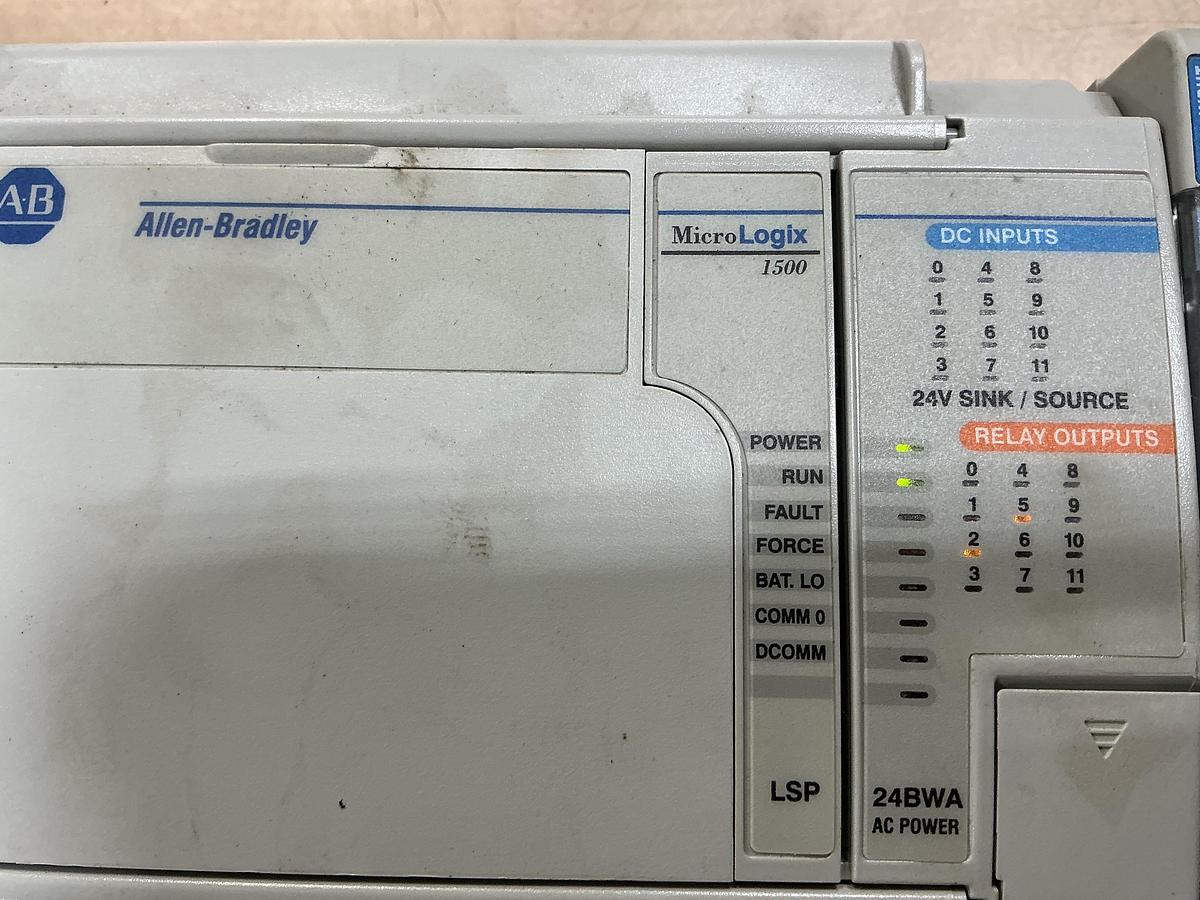 A·B
Allen-Bradley
MicroLogix
1500
POWER
RUN
FAULT
FORCE
BAT. LO
COMM 0
DCOMM
LSP
DC INPUTS
0 4 8
1 5 9
2 6 10
3 7 11
24V SINK / SOURCE
RELAY OUTPUTS
0 4 8
1 5 9
2 6 10
3 7 11
24BWA
AC POWER